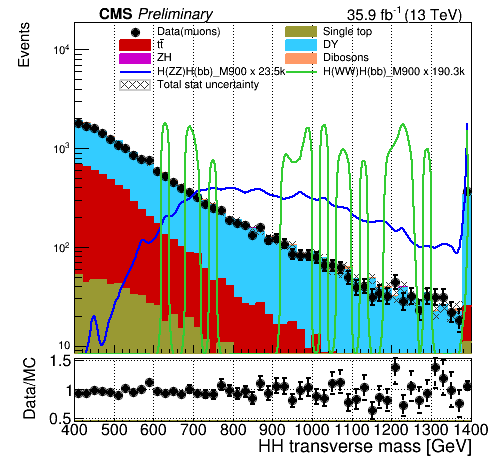 CMS Preliminary 35.9 fb⁻¹ (13 TeV)
Events
Data(muons) Single top
tt̄ DY
ZH Dibosons
H(ZZ)H(bb)_M900 x 23.5k H(WW)H(bb)_M900 x 190.3k
Total stat uncertainty
10⁴
10³
10²
10
Data/MC
1.5
1
0.5
400 500 600 700 800 900 1000 1100 1200 1300 1400
HH transverse mass [GeV]